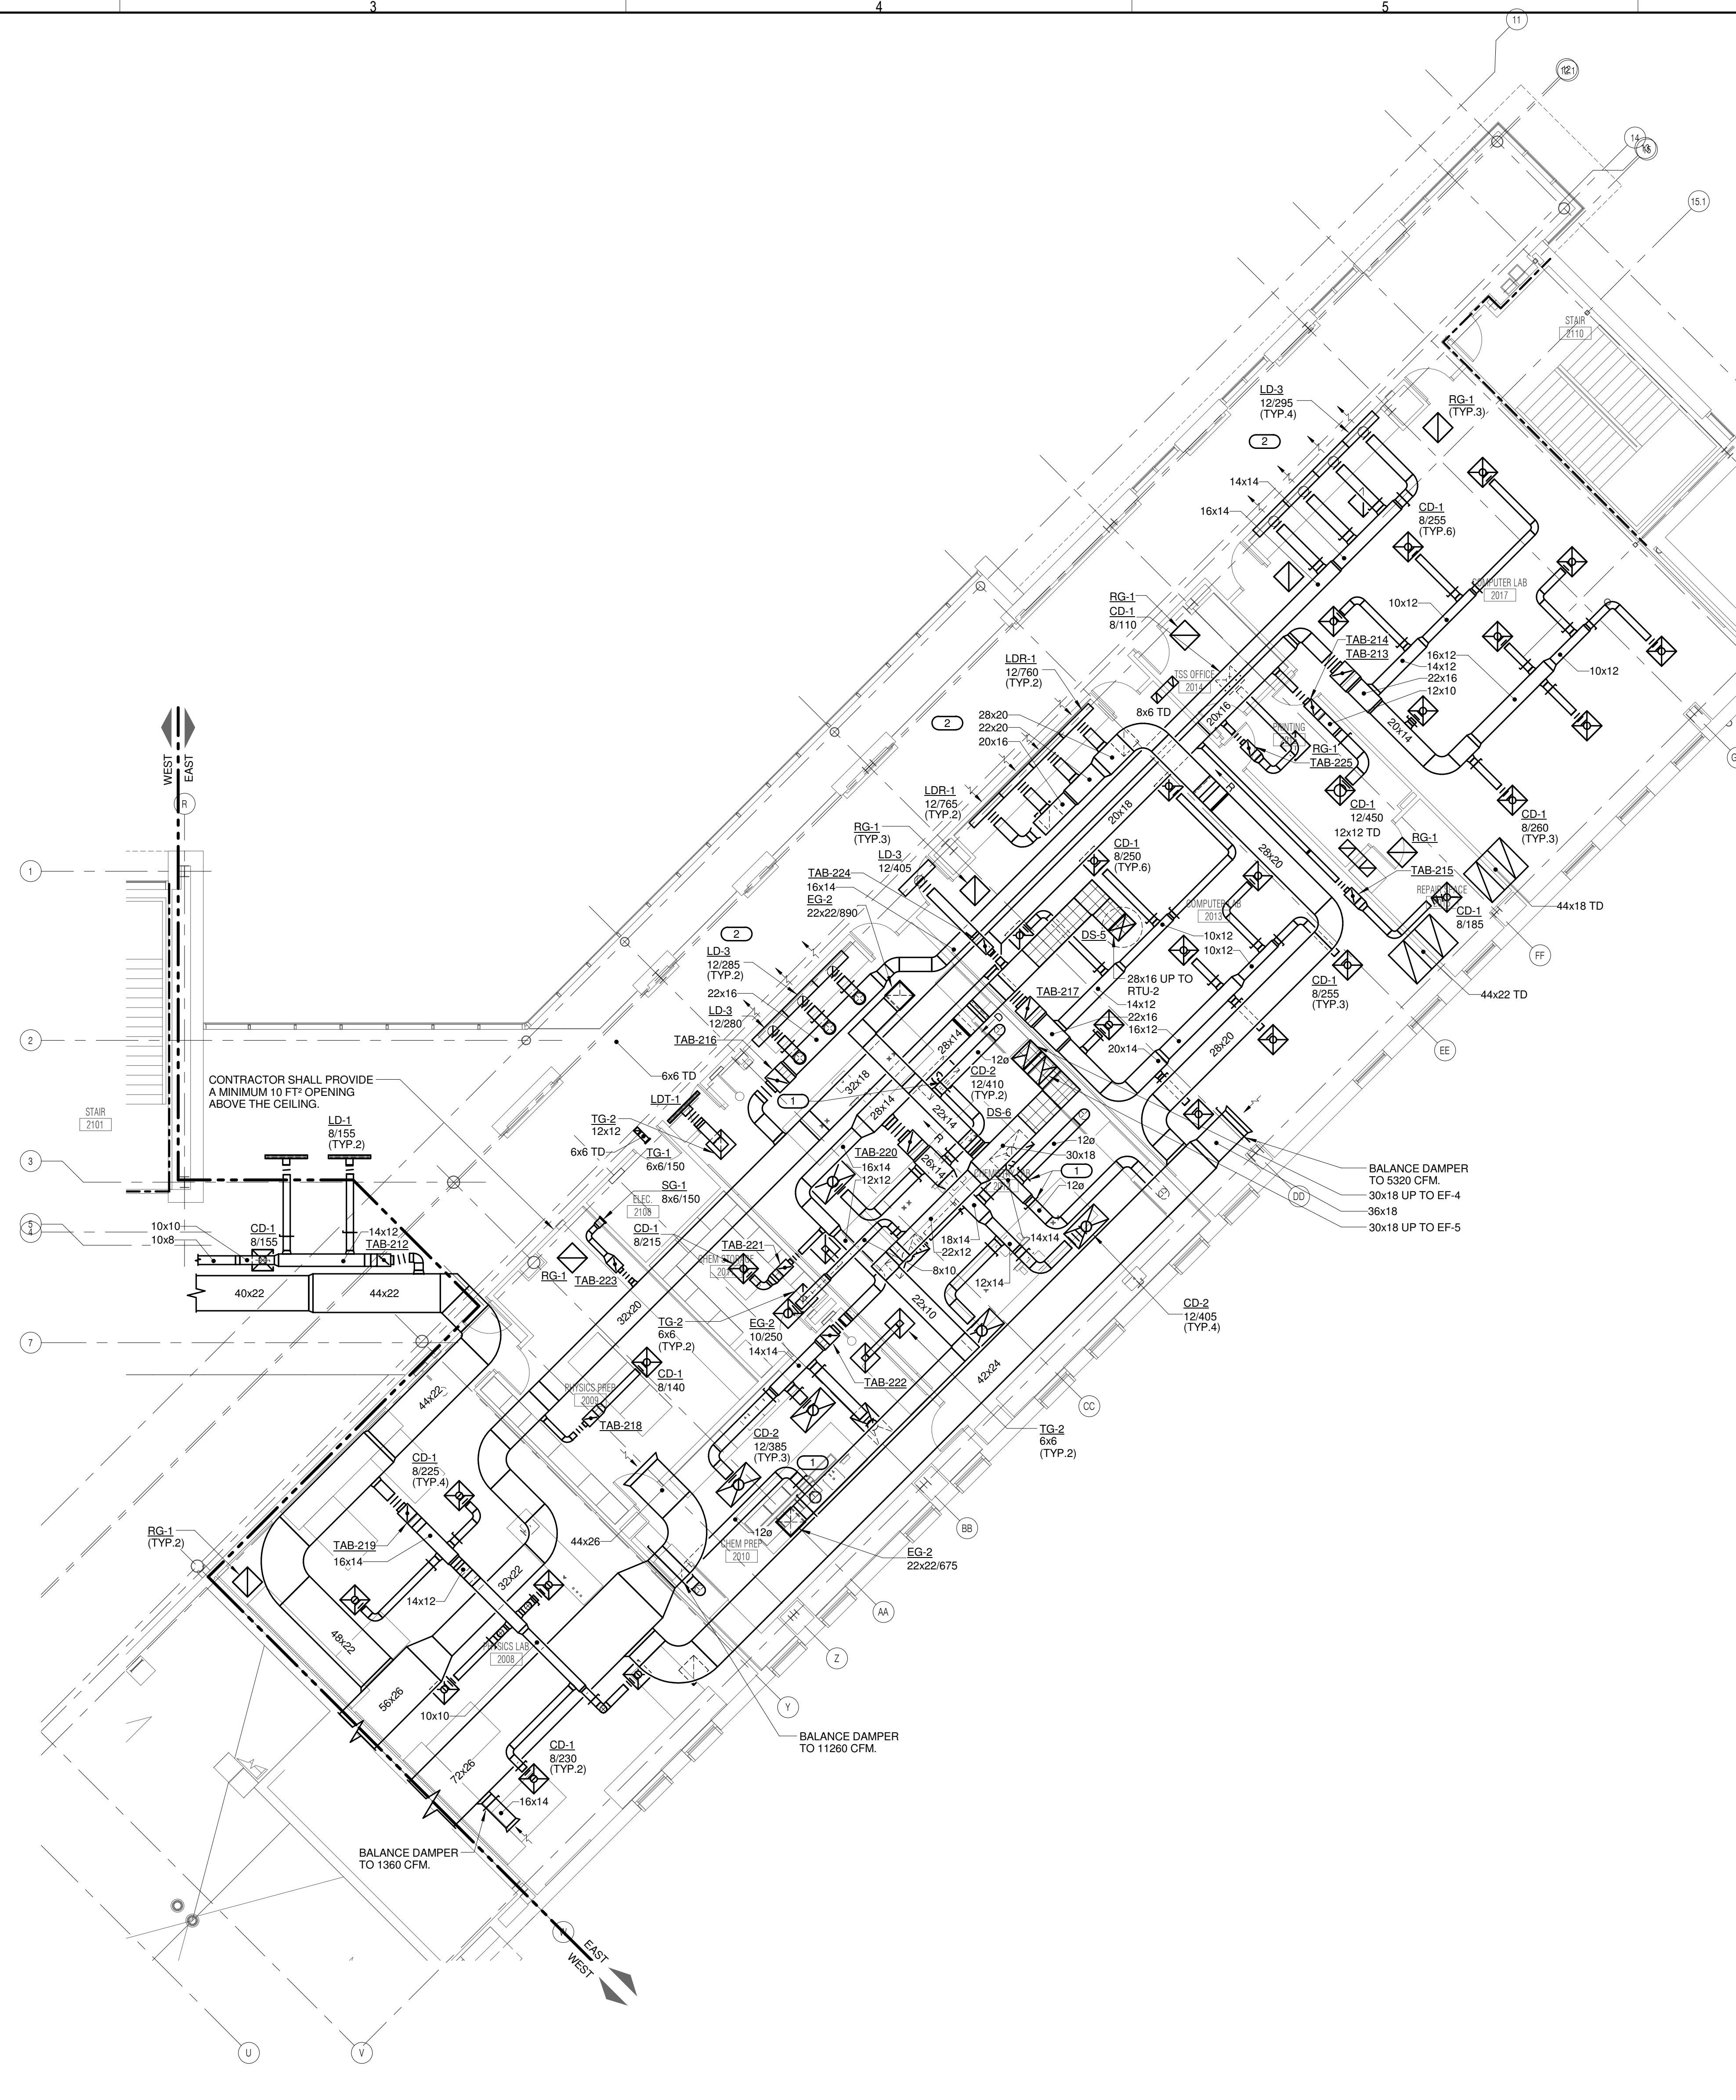 3
4
5
11
14
15.1
STAIR
2110
LD-3
12/295
(TYP.4)
RG-1
(TYP.3)
2
14x14
16x14
CD-1
8/255
(TYP.6)
COMPUTER LAB
2017
10x12
RG-1
CD-1
8/110
TAB-214
TAB-213
16x12
14x12
22x16
12x10
10x12
LDR-1
12/760
(TYP.2)
TSS OFFICE
2014
8x6 TD
20x16
20x14
28x20
22x20
20x16
2
PRINTING
RG-1
TAB-225
WEST
EAST
R
LDR-1
12/765
(TYP.2)
20x18
R
CD-1
12/450
12x12 TD
CD-1
8/260
(TYP.3)
RG-1
(TYP.3)
LD-3
12/405
CD-1
8/250
(TYP.6)
28x20
RG-1
1
TAB-224
16x14
EG-2
22x22/890
TAB-215
REPAIR SPACE
CD-1
8/185
44x18 TD
COMPUTER LAB
2013
DS-5
10x12
10x12
2
LD-3
12/285
(TYP.2)
22x16
LD-3
12/280
FF
28x16 UP TO
RTU-2
14x12
22x16
16x12
TAB-217
CD-1
8/255
(TYP.3)
44x22 TD
2
TAB-216
28x14
20x14
28x20
EE
12ø
CD-2
12/410
(TYP.2)
6x6 TD
CONTRACTOR SHALL PROVIDE
A MINIMUM 10 FT² OPENING
ABOVE THE CEILING.
32x18
LDT-1
1
28x14
22x14
DS-6
STAIR
2101
LD-1
8/155
(TYP.2)
TG-2
12x12
R
12ø
30x18
3
6x6 TD
TG-1
6x6/150
TAB-220
16x14
12x12
26x14
1
12ø
BALANCE DAMPER
TO 5320 CFM.
30x18 UP TO EF-4
36x18
30x18 UP TO EF-5
DD
SG-1
8x6/150
ELEC.
2108
5
4
10x10
10x8
CD-1
8/155
14x12
TAB-212
CD-1
8/215
TAB-221
18x14
22x12
14x14
8x10
12x14
RG-1
TAB-223
40x22
44x22
32x20
TG-2
6x6
(TYP.2)
EG-2
10/250
14x14
22x10
CD-2
12/405
(TYP.4)
7
CD-1
8/140
TAB-222
42x24
PHYSICS PREP
2009
44x22
CC
TAB-218
CD-2
12/385
(TYP.3)
TG-2
6x6
(TYP.2)
CD-1
8/225
(TYP.4)
1
BB
RG-1
(TYP.2)
TAB-219
16x14
44x26
12ø
CHEM PREP
2010
EG-2
22x22/675
32x22
14x12
AA
48x22
PHYSICS LAB
2008
Z
56x26
Y
10x10
BALANCE DAMPER
TO 11260 CFM.
CD-1
8/230
(TYP.2)
72x26
16x14
BALANCE DAMPER
TO 1360 CFM.
EAST
WEST
U
V